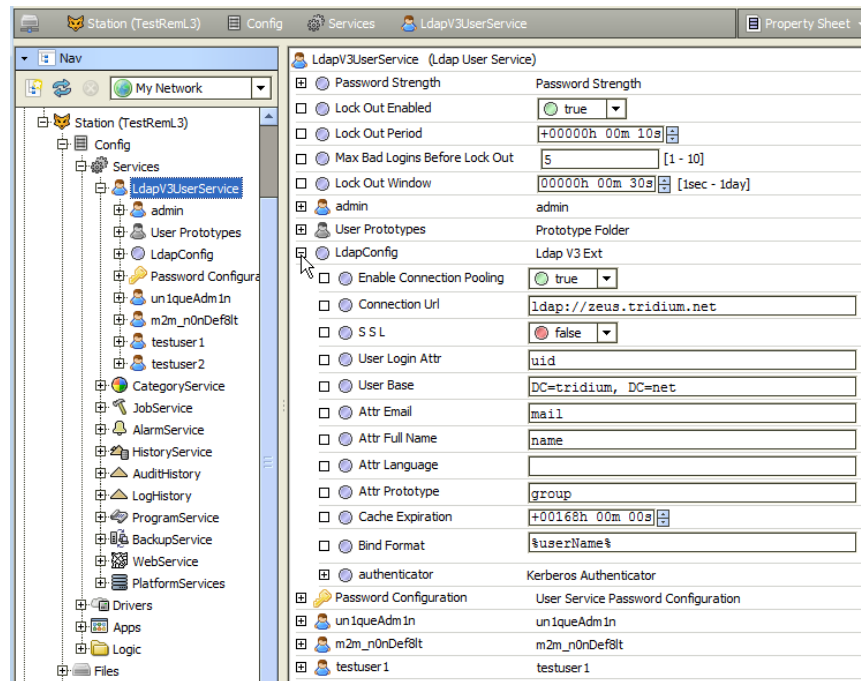 Station (TestRemL3) Config Services LdapV3UserService Property Sheet
Nav
My Network
Station (TestRemL3)
Config
Services
LdapV3UserService
admin
User Prototypes
LdapConfig
Password Configura
un1queAdm1n
m2m_n0nDef8lt
testuser1
testuser2
CategoryService
JobService
AlarmService
HistoryService
AuditHistory
LogHistory
ProgramService
BackupService
WebService
PlatformServices
Drivers
Apps
Logic
Files
LdapV3UserService (Ldap User Service)
Password Strength Password Strength
Lock Out Enabled true
Lock Out Period +00000h 00m 10s
Max Bad Logins Before Lock Out 5 [1 - 10]
Lock Out Window 00000h 00m 30s [1sec - 1day]
admin admin
User Prototypes Prototype Folder
LdapConfig Ldap V3 Ext
Enable Connection Pooling true
Connection Url ldap://zeus.tridium.net
S S L false
User Login Attr uid
User Base DC=tridium, DC=net
Attr Email mail
Attr Full Name name
Attr Language
Attr Prototype group
Cache Expiration +00168h 00m 00s
Bind Format %userName%
authenticator Kerberos Authenticator
Password Configuration User Service Password Configuration
un1queAdm1n un1queAdm1n
m2m_n0nDef8lt m2m_n0nDef8lt
testuser1 testuser1